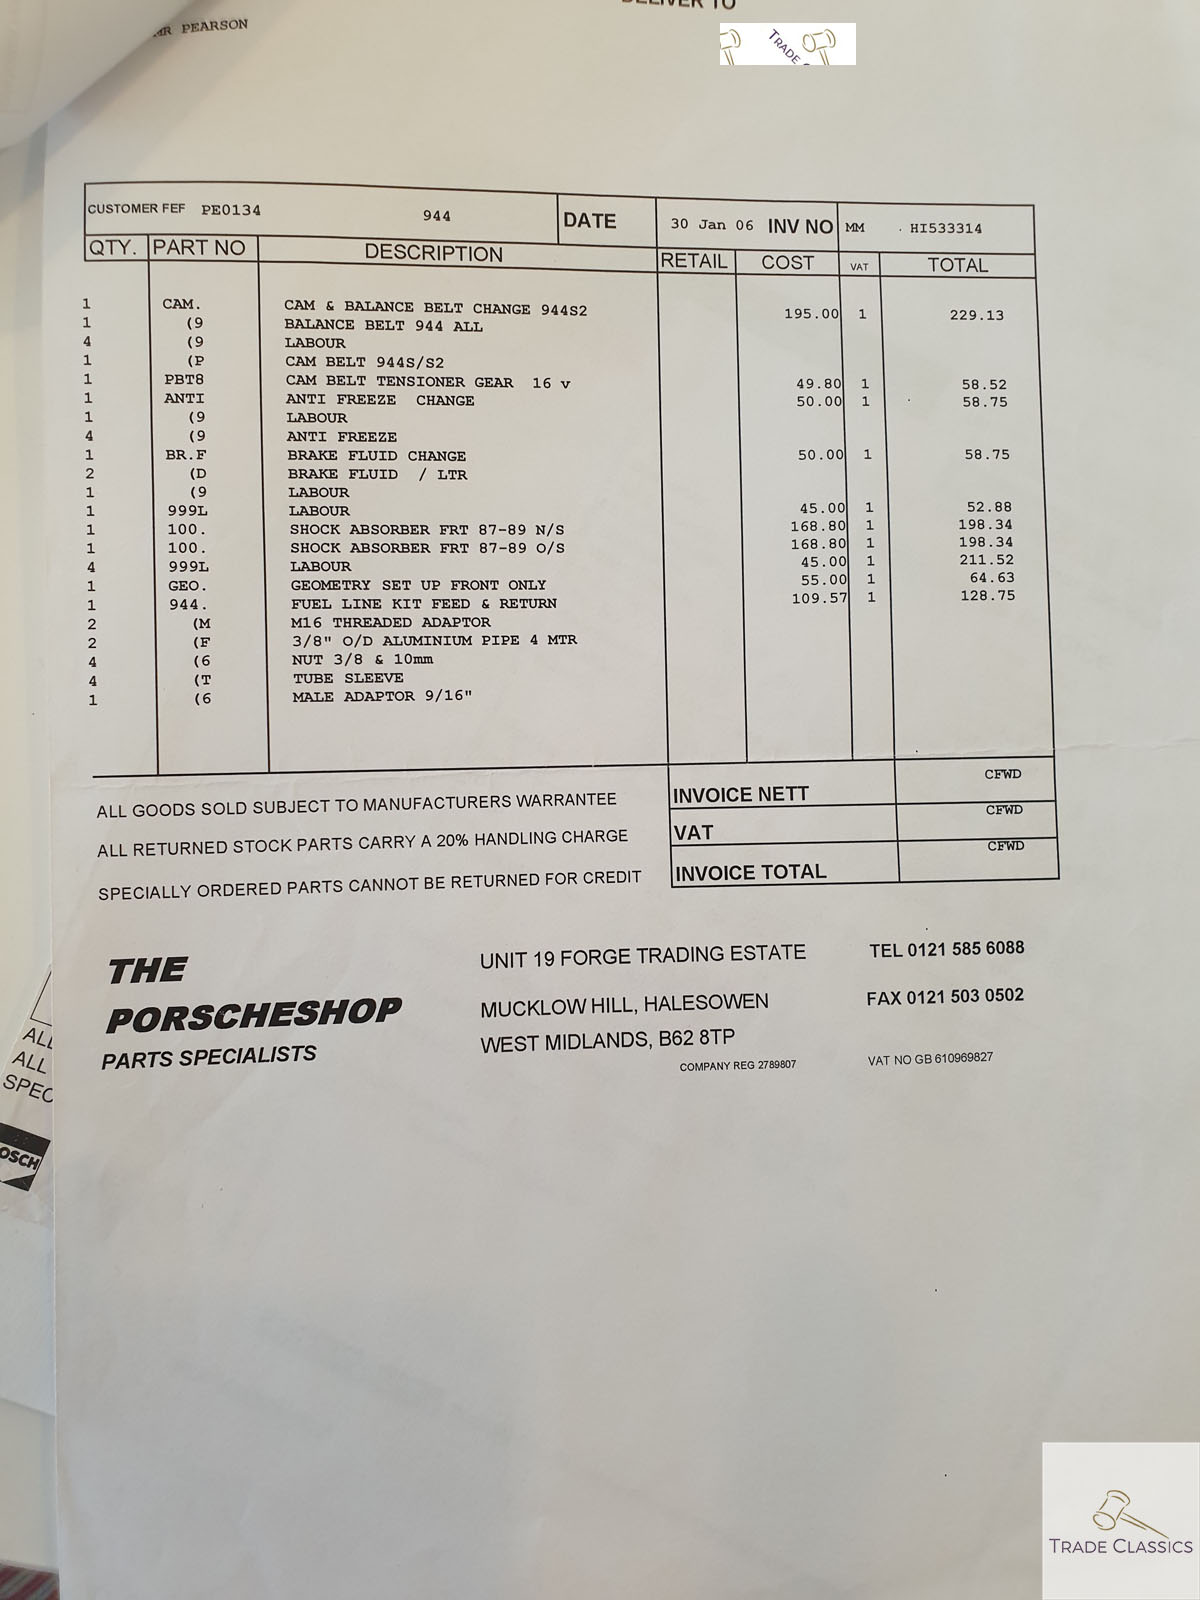 DELIVER TO
MR PEARSON
TRADE
CUSTOMER FEF PE0134 944 DATE 30 Jan 06 INV NO MM HI533314
QTY. PART NO DESCRIPTION RETAIL COST VAT TOTAL
1 CAM. CAM & BALANCE BELT CHANGE 944S2 195.00 1 229.13
1 (9 BALANCE BELT 944 ALL
4 (9 LABOUR
1 (P CAM BELT 944S/S2
1 PBT8 CAM BELT TENSIONER GEAR 16 v 49.80 1 58.52
1 ANTI ANTI FREEZE CHANGE 50.00 1 58.75
1 (9 LABOUR
4 (9 ANTI FREEZE
1 BR.F BRAKE FLUID CHANGE 50.00 1 58.75
2 (D BRAKE FLUID / LTR
1 (9 LABOUR
1 999L LABOUR 45.00 1 52.88
1 100. SHOCK ABSORBER FRT 87-89 N/S 168.80 1 198.34
1 100. SHOCK ABSORBER FRT 87-89 O/S 168.80 1 198.34
4 999L LABOUR 45.00 1 211.52
1 GEO. GEOMETRY SET UP FRONT ONLY 55.00 1 64.63
1 944. FUEL LINE KIT FEED & RETURN 109.57 1 128.75
2 (M M16 THREADED ADAPTOR
2 (F 3/8" O/D ALUMINIUM PIPE 4 MTR
4 (6 NUT 3/8 & 10mm
4 (T TUBE SLEEVE
1 (6 MALE ADAPTOR 9/16"
INVOICE NETT CFWD
VAT CFWD
INVOICE TOTAL CFWD
ALL GOODS SOLD SUBJECT TO MANUFACTURERS WARRANTEE
ALL RETURNED STOCK PARTS CARRY A 20% HANDLING CHARGE
SPECIALLY ORDERED PARTS CANNOT BE RETURNED FOR CREDIT
THE
PORSCHESHOP
PARTS SPECIALISTS
UNIT 19 FORGE TRADING ESTATE
MUCKLOW HILL, HALESOWEN
WEST MIDLANDS, B62 8TP
COMPANY REG 2789807
TEL 0121 585 6088
FAX 0121 503 0502
VAT NO GB 610969827
ALL
ALL
SPEC
OSCH
TRADE CLASSICS